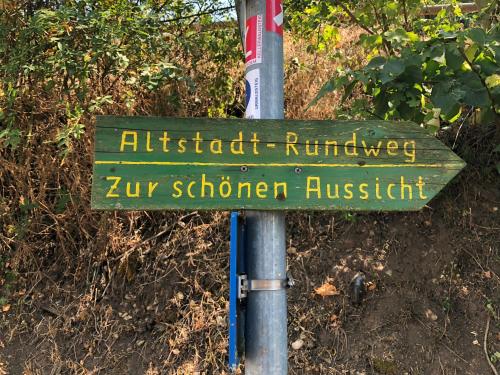 Altstadt-Rundweg
Zur schönen Aussicht